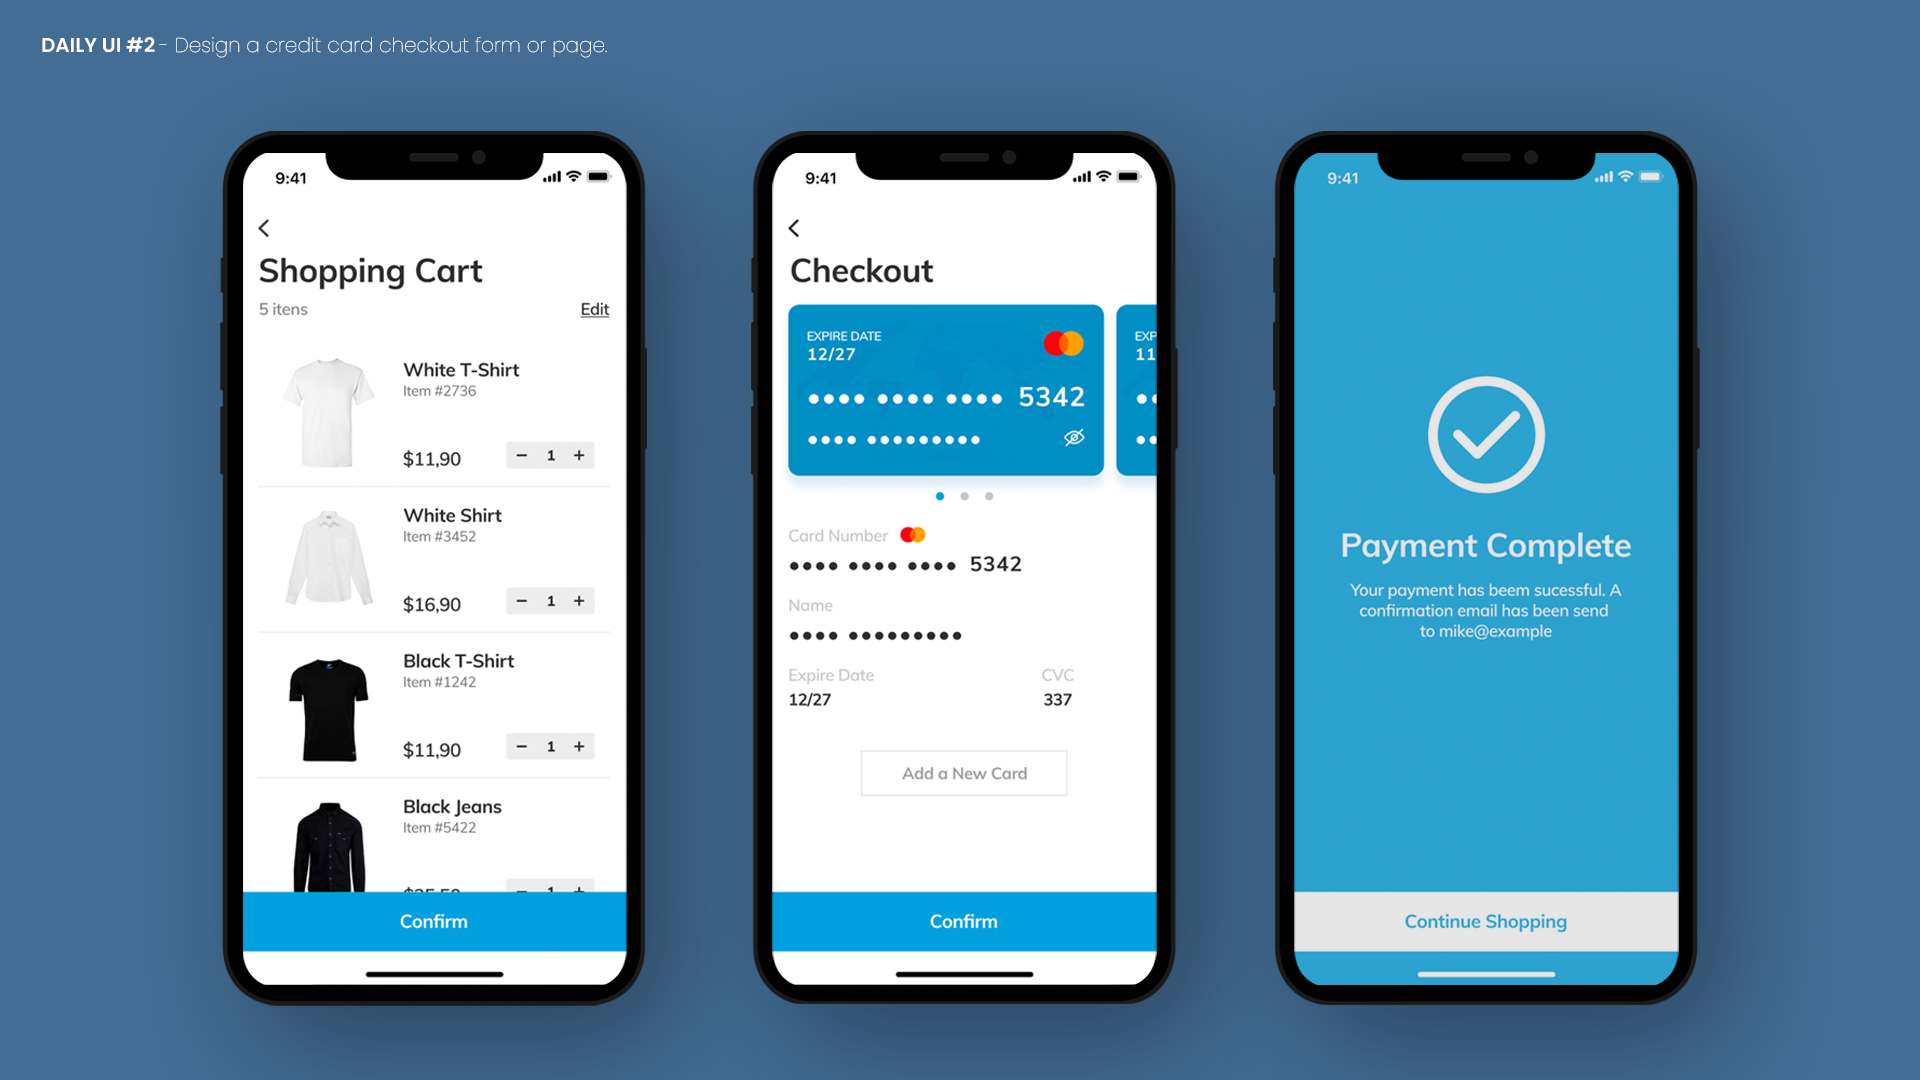 DAILY UI #2 - Design a credit card checkout form or page.
9:41
Shopping Cart
5 itens
Edit
White T-Shirt
Item #2736
$11,90
− 1 +
White Shirt
Item #3452
$16,90
− 1 +
Black T-Shirt
Item #1242
$11,90
− 1 +
Black Jeans
Item #5422
− 1 +
Confirm
9:41
Checkout
EXPIRE DATE
12/27
•••• •••• •••• 5342
•••• •••••••••
EXP
11
Card Number
•••• •••• •••• 5342
Name
•••• •••••••••
Expire Date
CVC
12/27
337
Add a New Card
Confirm
9:41
Payment Complete
Your payment has beem sucessful. A
confirmation email has been send
to mike@example
Continue Shopping